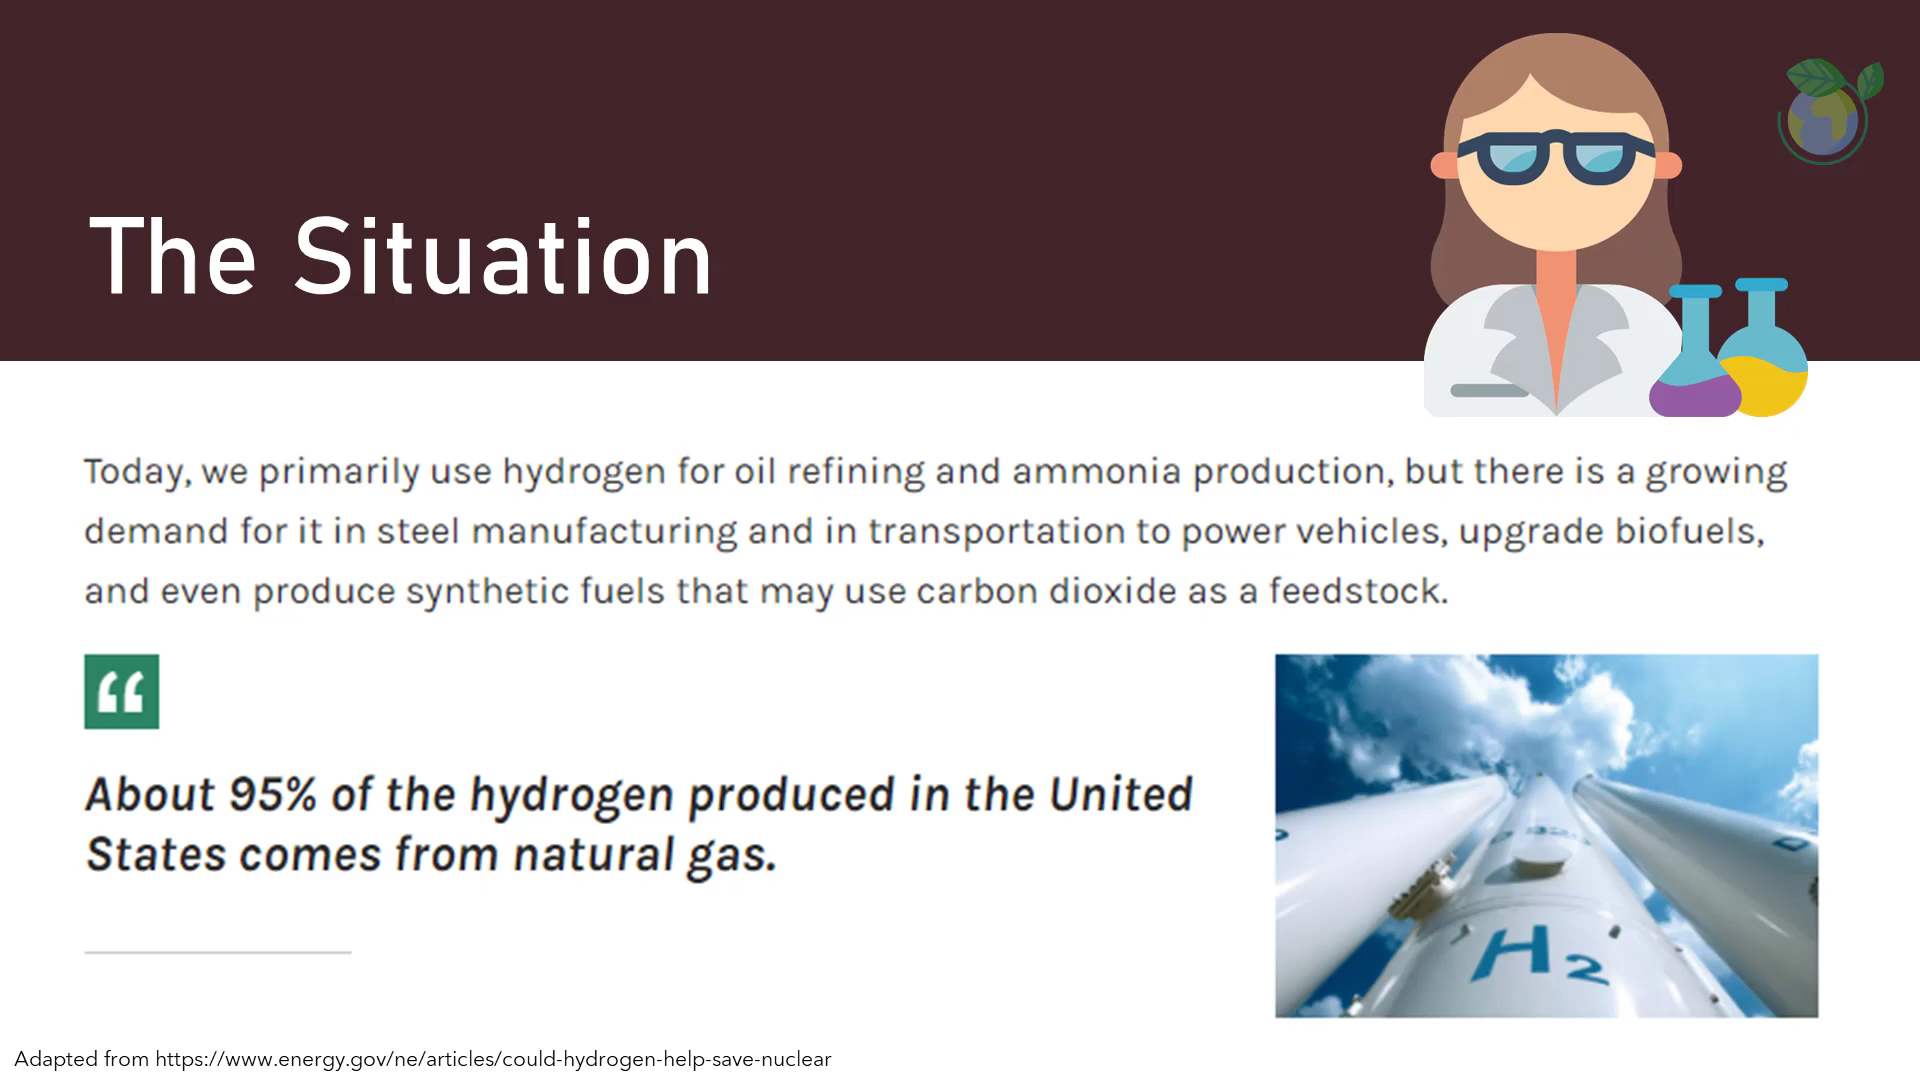 The Situation
Today, we primarily use hydrogen for oil refining and ammonia production, but there is a growing
demand for it in steel manufacturing and in transportation to power vehicles, upgrade biofuels,
and even produce synthetic fuels that may use carbon dioxide as a feedstock.
“
About 95% of the hydrogen produced in the United
States comes from natural gas.
H2
Adapted from https://www.energy.gov/ne/articles/could-hydrogen-help-save-nuclear